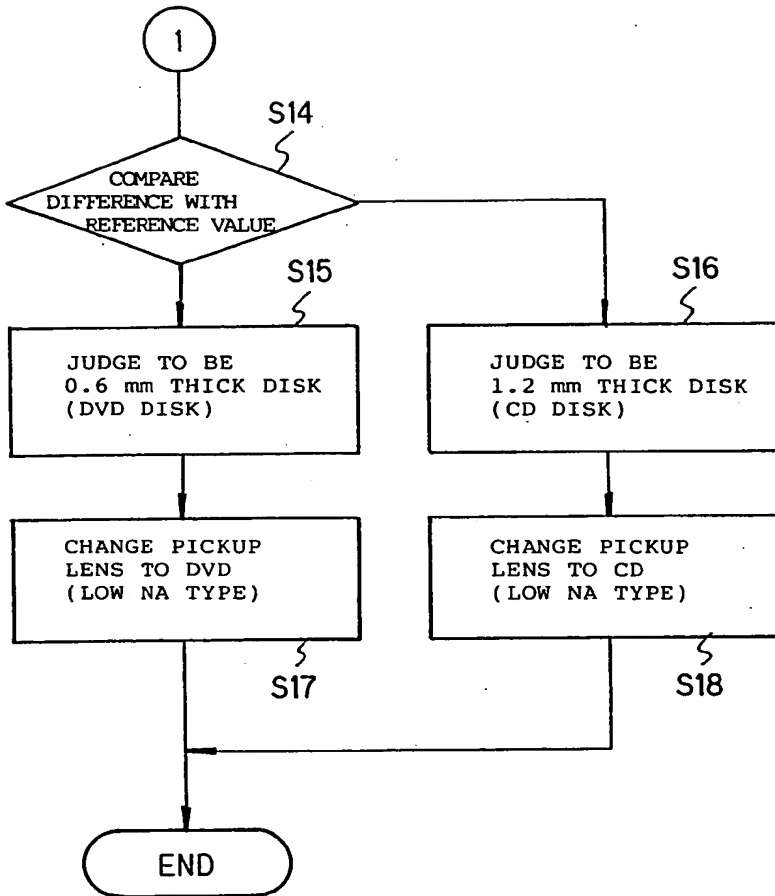 1
S14
COMPARE
DIFFERENCE WITH
REFERENCE VALUE
S15
JUDGE TO BE
0.6 mm THICK DISK
(DVD DISK)
S16
JUDGE TO BE
1.2 mm THICK DISK
(CD DISK)
CHANGE PICKUP
LENS TO DVD
(LOW NA TYPE)
S17
CHANGE PICKUP
LENS TO CD
(LOW NA TYPE)
S18
END